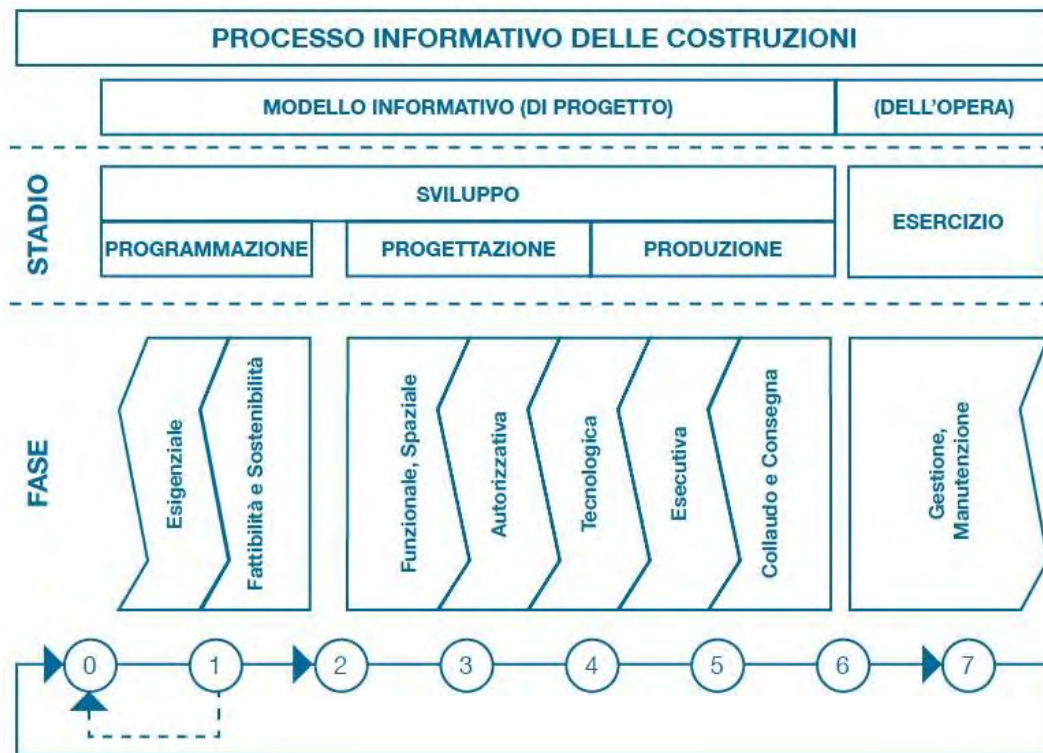 PROCESSO INFORMATIVO DELLE COSTRUZIONI
MODELLO INFORMATIVO (DI PROGETTO)
(DELL'OPERA)
STADIO
SVILUPPO
ESERCIZIO
PROGRAMMAZIONE
PROGETTAZIONE
PRODUZIONE
FASE
Esigenziale
Fattibilità e Sostenibilità
Funzionale, Spaziale
Autorizzativa
Tecnologica
Esecutiva
Collaudo e Consegna
Gestione,
Manutenzione
0
1
2
3
4
5
6
7